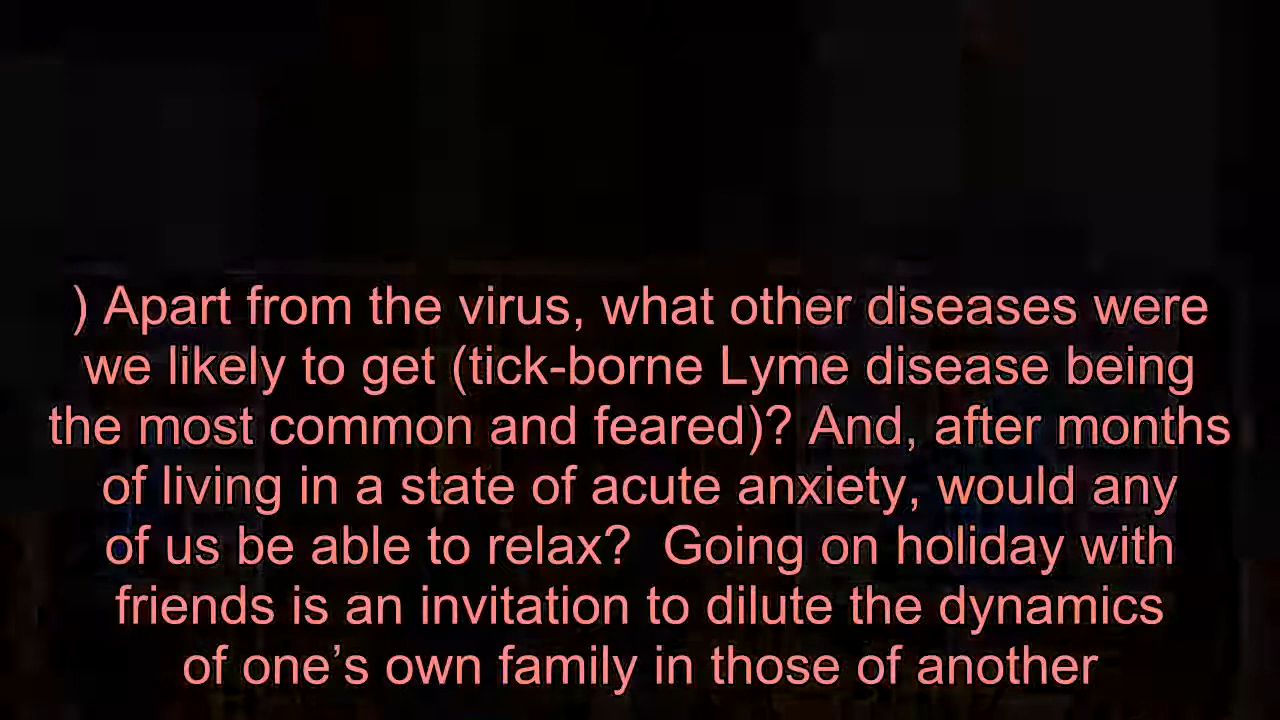 ) Apart from the virus, what other diseases were
we likely to get (tick-borne Lyme disease being
the most common and feared)? And, after months
of living in a state of acute anxiety, would any
of us be able to relax?  Going on holiday with
friends is an invitation to dilute the dynamics
of one’s own family in those of another